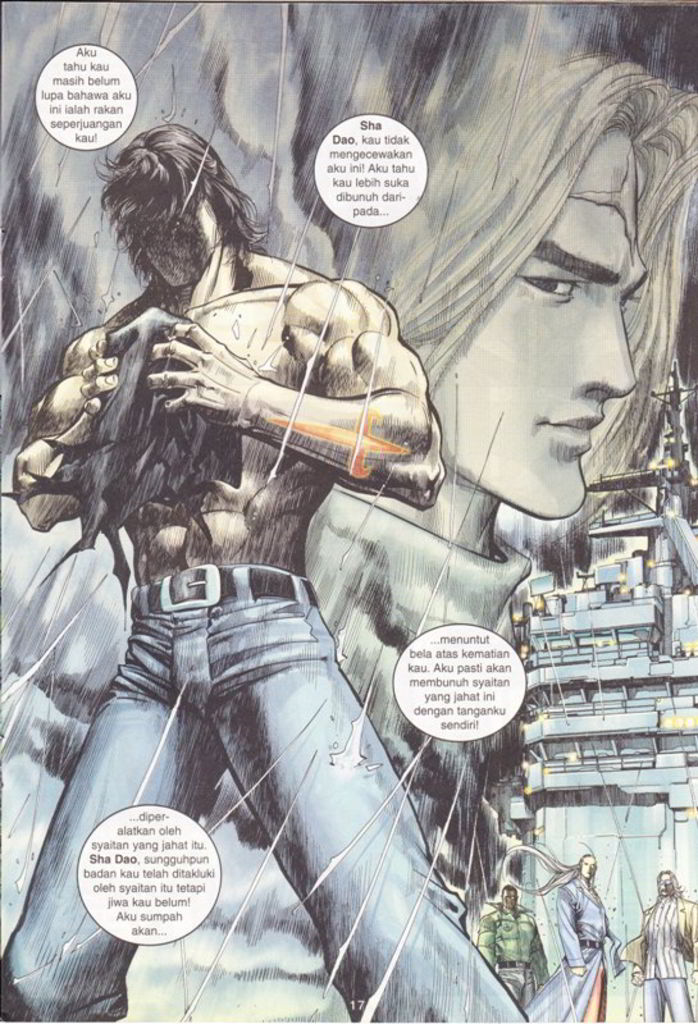 Aku
tahu kau
masih belum
lupa bahawa aku
ini ialah rakan
seperjuangan
kau!
Sha
Dao, kau tidak
mengecewakan
aku ini! Aku tahu
kau lebih suka
dibunuh dari-
pada...
...diper-
alatkan oleh
syaitan yang jahat itu.
Sha Dao, sungguhpun
badan kau telah ditakluki
oleh syaitan itu tetapi
jiwa kau belum!
Aku sumpah
akan...
...menuntut
bela atas kematian
kau. Aku pasti akan
membunuh syaitan
yang jahat ini
dengan tanganku
sendiri!
17